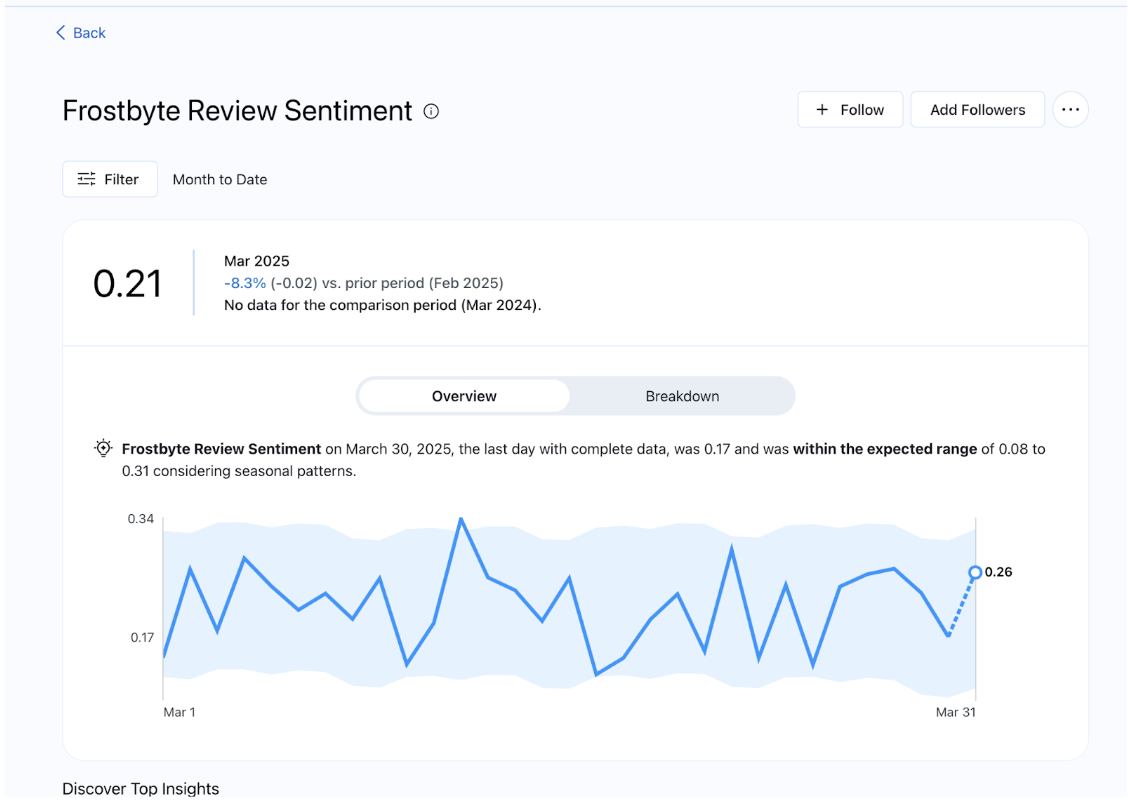 Back
Frostbyte Review Sentiment
+ Follow
Add Followers
Filter
Month to Date
0.21
Mar 2025
-8.3% (-0.02) vs. prior period (Feb 2025)
No data for the comparison period (Mar 2024).
Overview
Breakdown
Frostbyte Review Sentiment on March 30, 2025, the last day with complete data, was 0.17 and was within the expected range of 0.08 to
0.31 considering seasonal patterns.
0.34
0.26
0.17
Mar 1
Mar 31
Discover Top Insights